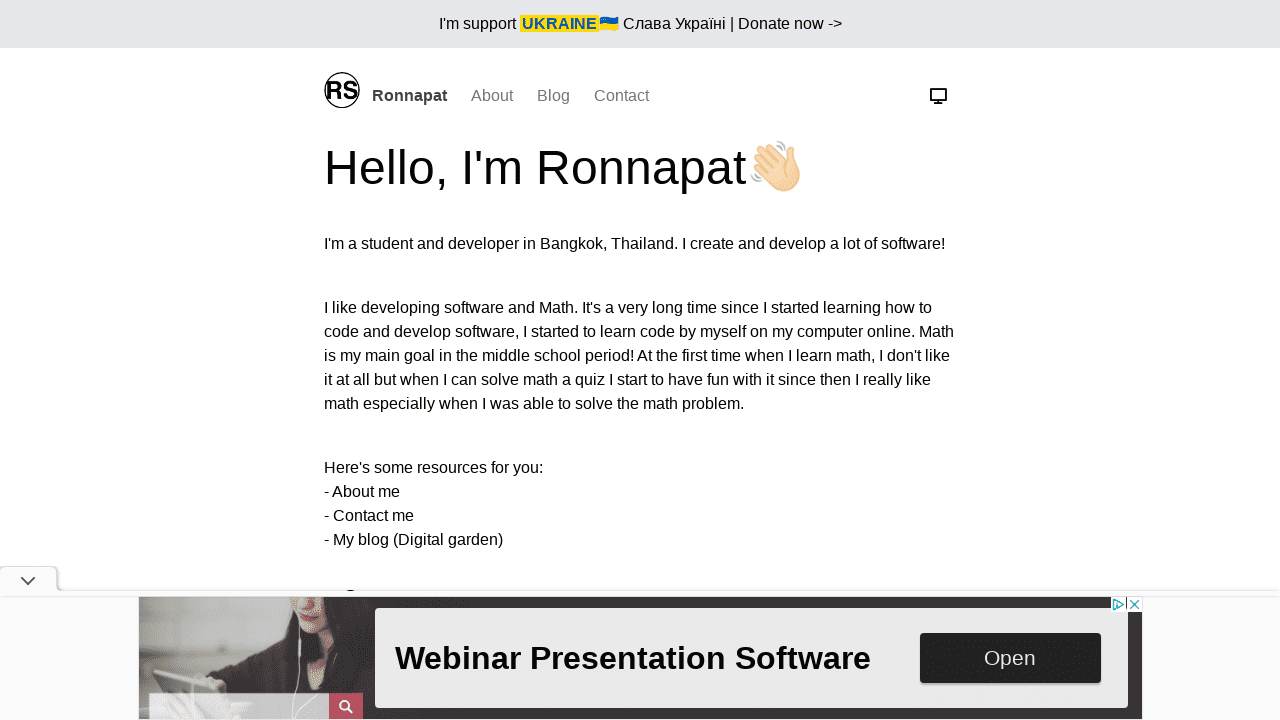 I'm support UKRAINE🇺🇦 Слава Україні | Donate now ->
RS Ronnapat About Blog Contact
Hello, I'm Ronnapat👋🏻
I'm a student and developer in Bangkok, Thailand. I create and develop a lot of software!
I like developing software and Math. It's a very long time since I started learning how to
code and develop software, I started to learn code by myself on my computer online. Math
is my main goal in the middle school period! At the first time when I learn math, I don't like
it at all but when I can solve math a quiz I start to have fun with it since then I really like
math especially when I was able to solve the math problem.
Here's some resources for you:
- About me
- Contact me
- My blog (Digital garden)
Webinar Presentation Software
Open